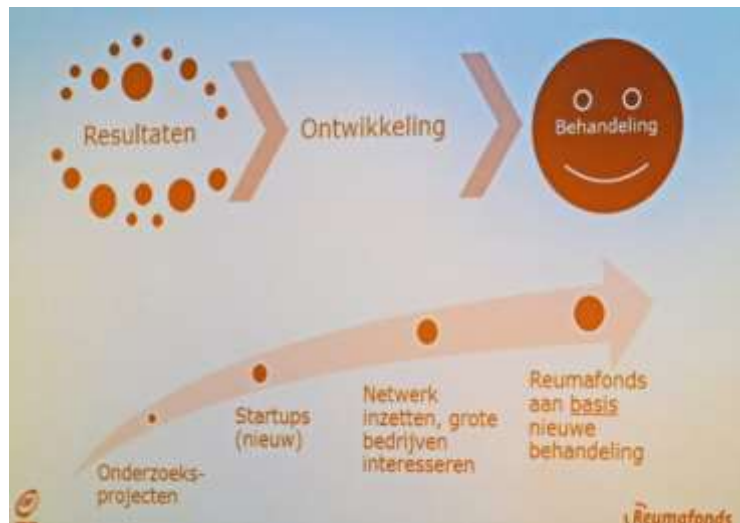 Resultaten
Ontwikkeling
Behandeling
Onderzoeks-
projecten
Startups
(nieuw)
Netwerk
inzetten, grote
bedrijven
interesseren
Reumafonds
aan basis
nieuwe
behandeling
Reumafonds